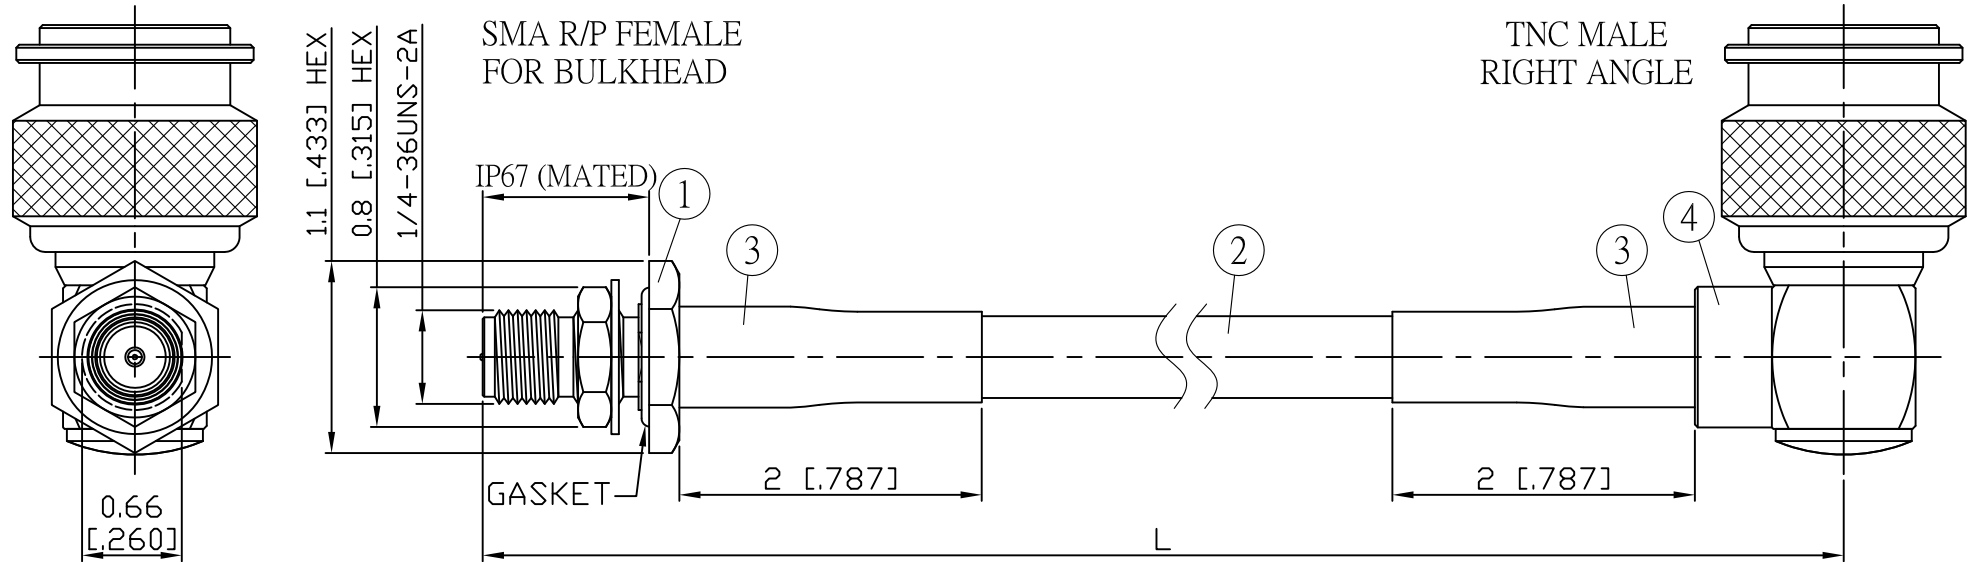 SMA R/P FEMALE
FOR BULKHEAD
TNC MALE
RIGHT ANGLE
1.1 [.433] HEX
0.8 [.315] HEX
1/4-36UNS-2A
IP67 (MATED)
1
3
2
3
4
GASKET
2 [.787]
2 [.787]
0.66
[.260]
L